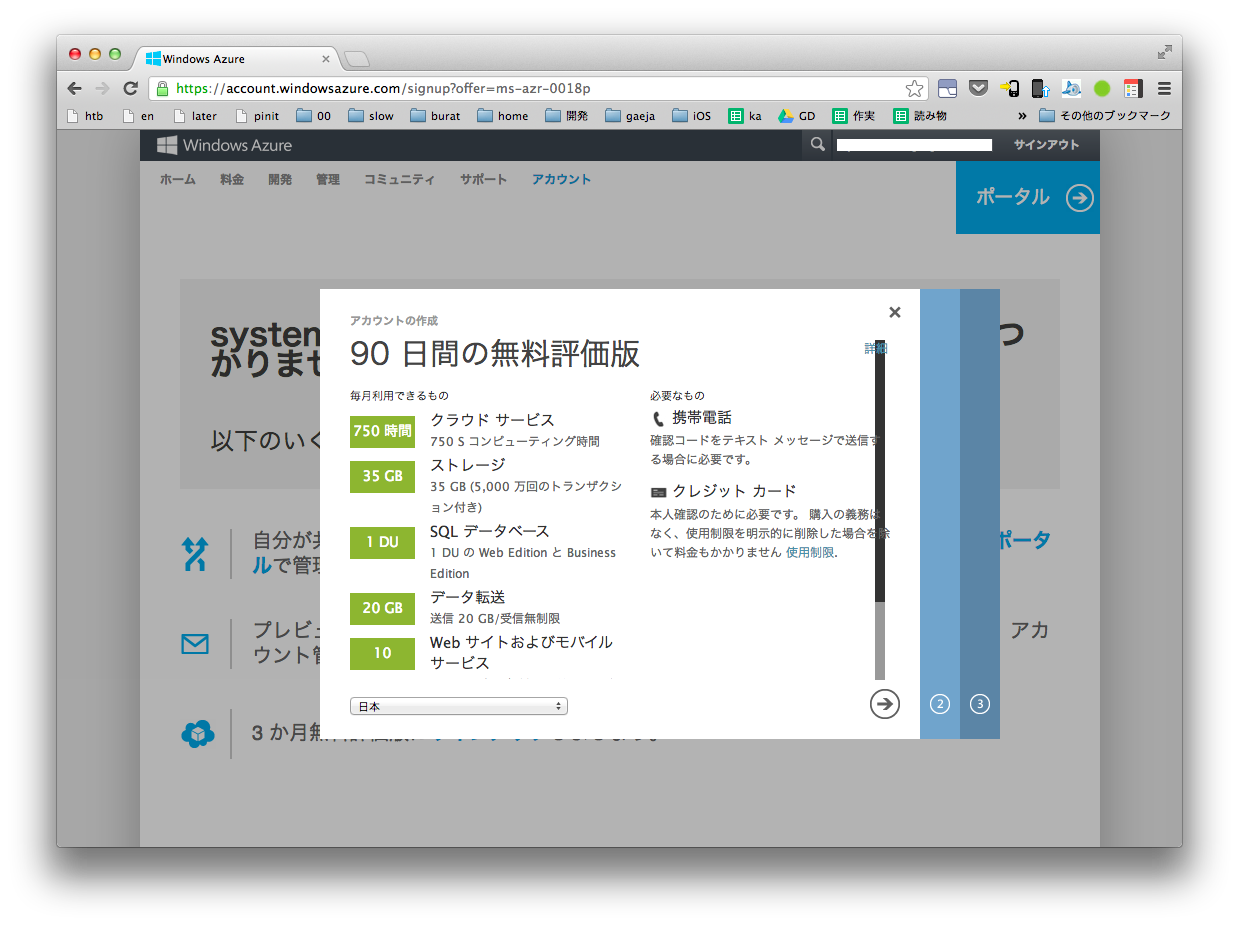 Windows Azure
https://account.windowsazure.com/signup?offer=ms-azr-0018p
htb en later pinit 00 slow burat home 開発 gaeja iOS ka GD 作実 読み物 » その他のブックマーク
Windows Azure サインアウト
ホーム 料金 開発 管理 コミュニティ サポート アカウント
ポータル
system つ
がりませ
以下のいく
自分が ポータ
ルで管理
プレビュ アカ
ウント管
3 か月無
アカウントの作成
90 日間の無料評価版
詳細
毎月利用できるもの
750 時間
クラウド サービス
750 S コンピューティング時間
35 GB
ストレージ
35 GB (5,000 万回のトランザクシ
ョン付き)
1 DU
SQL データベース
1 DU の Web Edition と Business
Edition
20 GB
データ転送
送信 20 GB/受信無制限
10
Web サイトおよびモバイル
サービス
必要なもの
携帯電話
確認コードをテキスト メッセージで送信す
る場合に必要です。
クレジット カード
本人確認のために必要です。 購入の義務は
なく、使用制限を明示的に削除した場合を除
いて料金もかかりません 使用制限.
日本
2
3